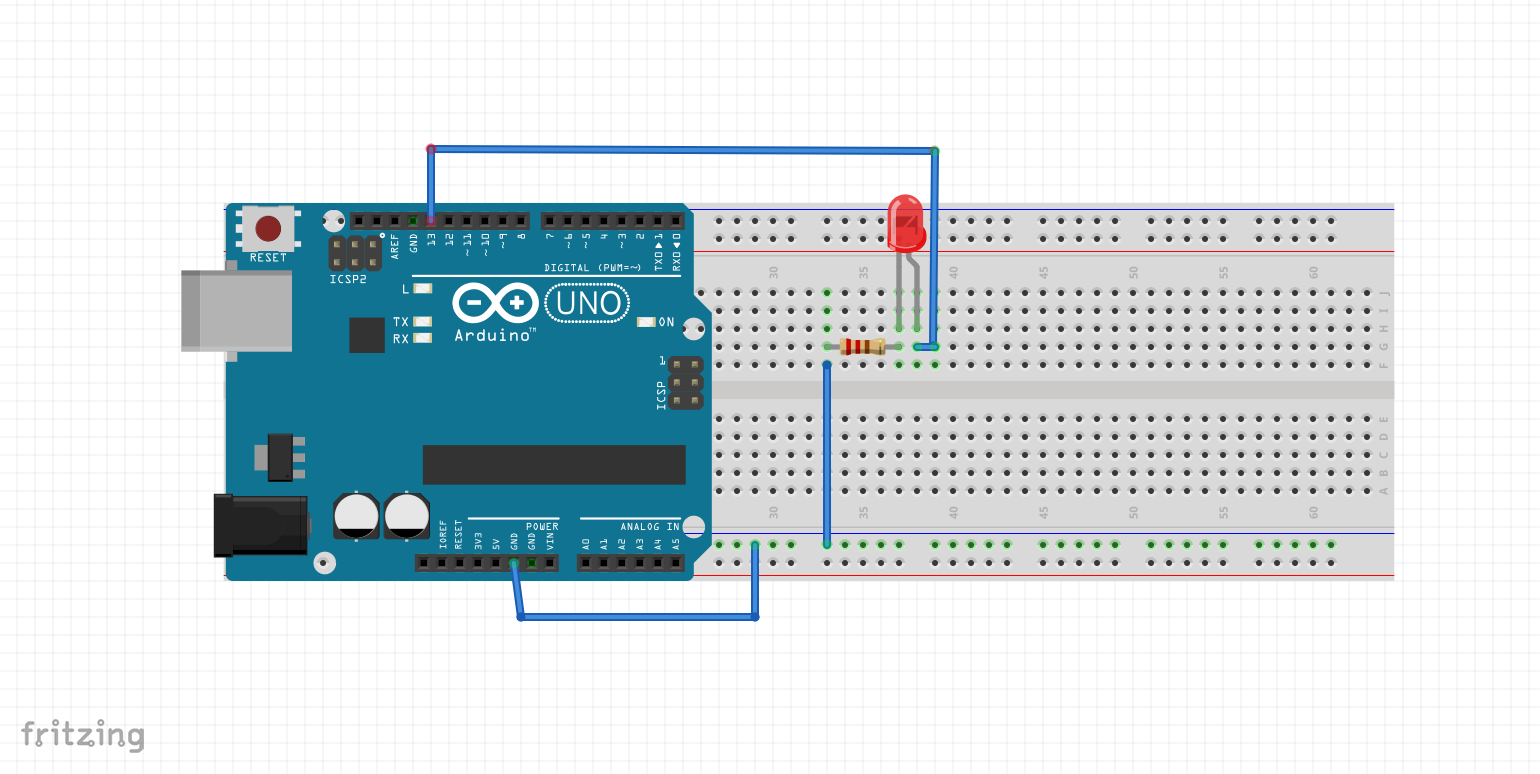 RESET
ICSP2
AREF
GND
13
12
~11
~10
~9
8
7
~6
~5
4
~3
2
TX0▶1
RX0◀0
DIGITAL (PWM=~)
L
TX
RX
UNO
Arduino™
ON
1
ICSP
30 35 40 45 50 55 60
J
I
H
G
F
E
D
C
B
A
30 35 40 45 50 55 60
POWER
ANALOG IN
IOREF
RESET
3V3
5V
GND
GND
VIN
A0
A1
A2
A3
A4
A5
fritzing